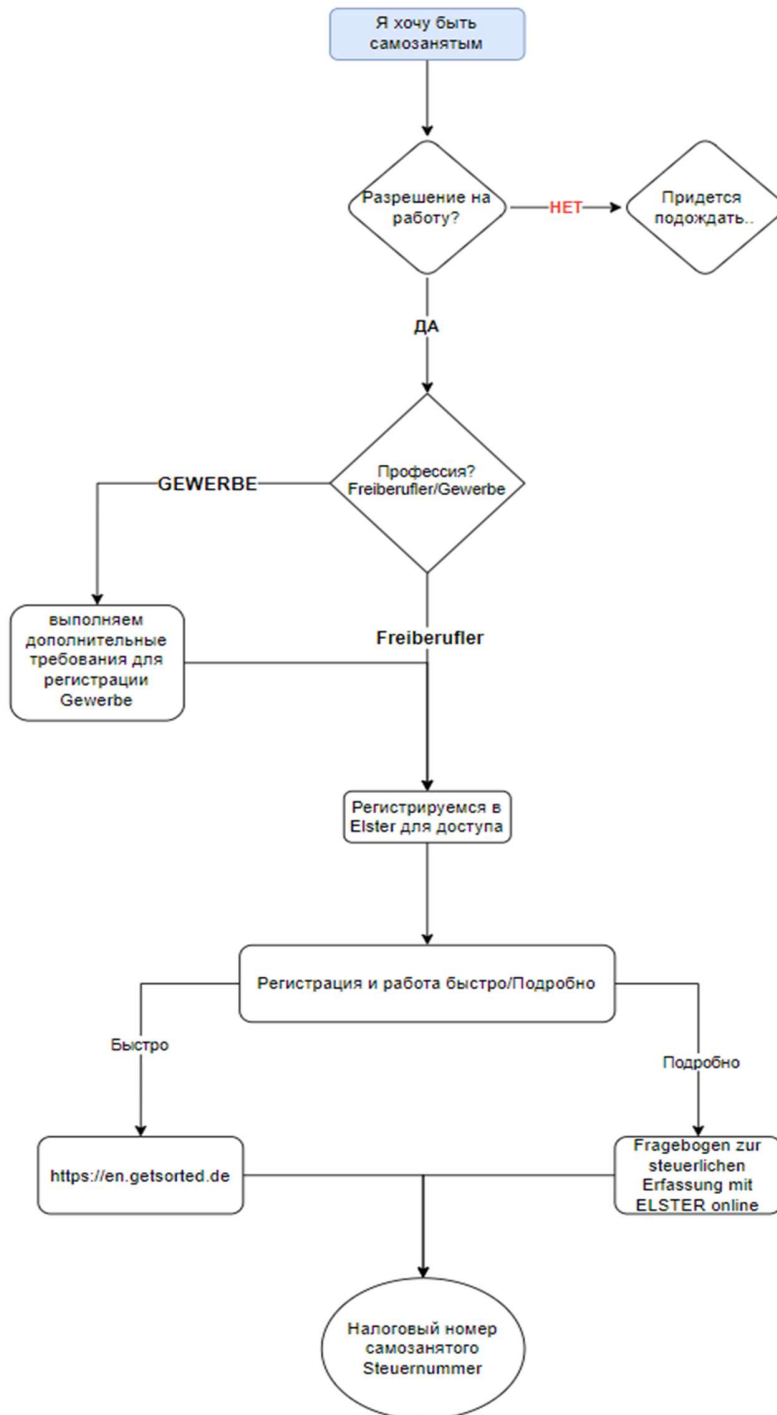 Я хочу быть
самозанятым
Разрешение на
работу?
НЕТ
Придется
подождать..
ДА
Профессия?
Freiberufler/Gewerbe
GEWERBE
выполняем
дополнительные
требования для
регистрации
Gewerbe
Freiberufler
Регистрируемся в
Elster для доступа
Регистрация и работа быстро/Подробно
Быстро
Подробно
https://en.getsorted.de
Fragebogen zur
steuerlichen
Erfassung mit
ELSTER online
Налоговый номер
самозанятого
Steuernummer